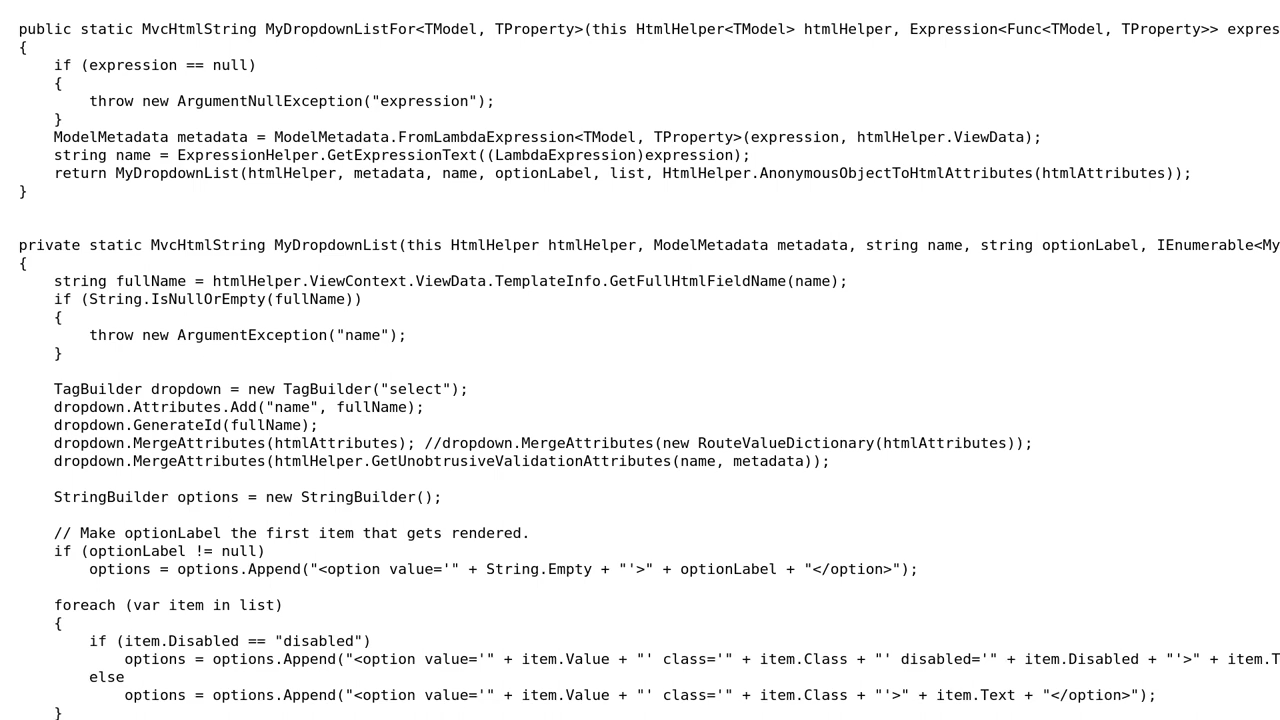 public static MvcHtmlString MyDropdownListFor<TModel, TProperty>(this HtmlHelper<TModel> htmlHelper, Expression<Func<TModel, TProperty>> expres
{
    if (expression == null)
    {
        throw new ArgumentNullException("expression");
    }
    ModelMetadata metadata = ModelMetadata.FromLambdaExpression<TModel, TProperty>(expression, htmlHelper.ViewData);
    string name = ExpressionHelper.GetExpressionText((LambdaExpression)expression);
    return MyDropdownList(htmlHelper, metadata, name, optionLabel, list, HtmlHelper.AnonymousObjectToHtmlAttributes(htmlAttributes));
}
private static MvcHtmlString MyDropdownList(this HtmlHelper htmlHelper, ModelMetadata metadata, string name, string optionLabel, IEnumerable<My
{
    string fullName = htmlHelper.ViewContext.ViewData.TemplateInfo.GetFullHtmlFieldName(name);
    if (String.IsNullOrEmpty(fullName))
    {
        throw new ArgumentException("name");
    }
    TagBuilder dropdown = new TagBuilder("select");
    dropdown.Attributes.Add("name", fullName);
    dropdown.GenerateId(fullName);
    dropdown.MergeAttributes(htmlAttributes); //dropdown.MergeAttributes(new RouteValueDictionary(htmlAttributes));
    dropdown.MergeAttributes(htmlHelper.GetUnobtrusiveValidationAttributes(name, metadata));
    StringBuilder options = new StringBuilder();
    // Make optionLabel the first item that gets rendered.
    if (optionLabel != null)
        options = options.Append("<option value='" + String.Empty + "'>" + optionLabel + "</option>");
    foreach (var item in list)
    {
        if (item.Disabled == "disabled")
            options = options.Append("<option value='" + item.Value + "' class='" + item.Class + "' disabled='" + item.Disabled + "'>" + item.T
        else
            options = options.Append("<option value='" + item.Value + "' class='" + item.Class + "'>" + item.Text + "</option>");
    }